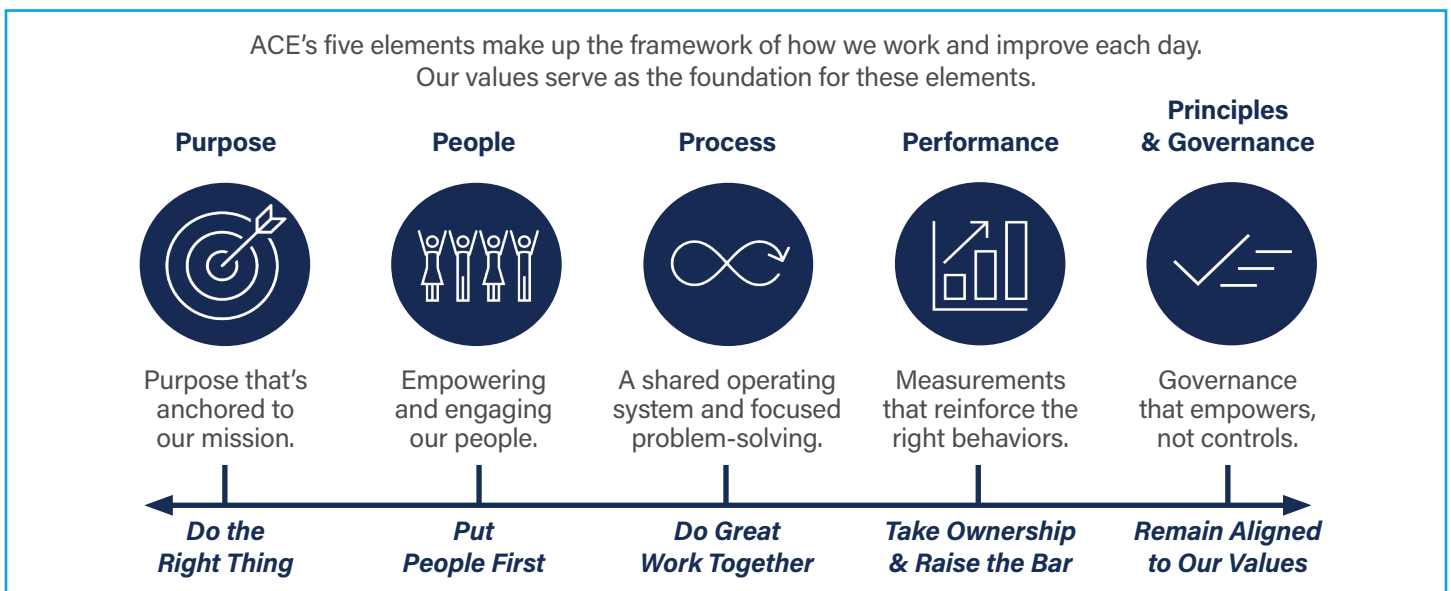 ACE’s five elements make up the framework of how we work and improve each day.
Our values serve as the foundation for these elements.
Purpose
People
Process
Performance
Principles
& Governance
Purpose that’s
anchored to
our mission.
Empowering
and engaging
our people.
A shared operating
system and focused
problem-solving.
Measurements
that reinforce the
right behaviors.
Governance
that empowers,
not controls.
Do the
Right Thing
Put
People First
Do Great
Work Together
Take Ownership
& Raise the Bar
Remain Aligned
to Our Values